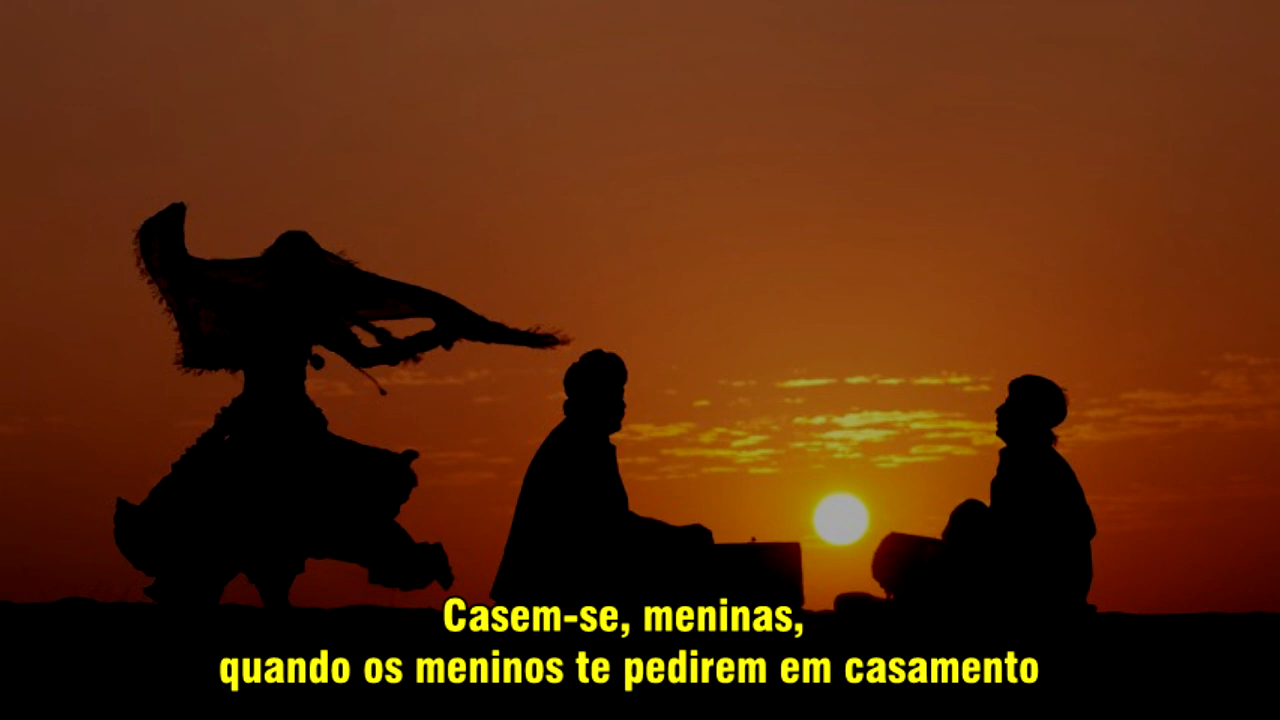 Casem-se, meninas,
quando os meninos te pedirem em casamento